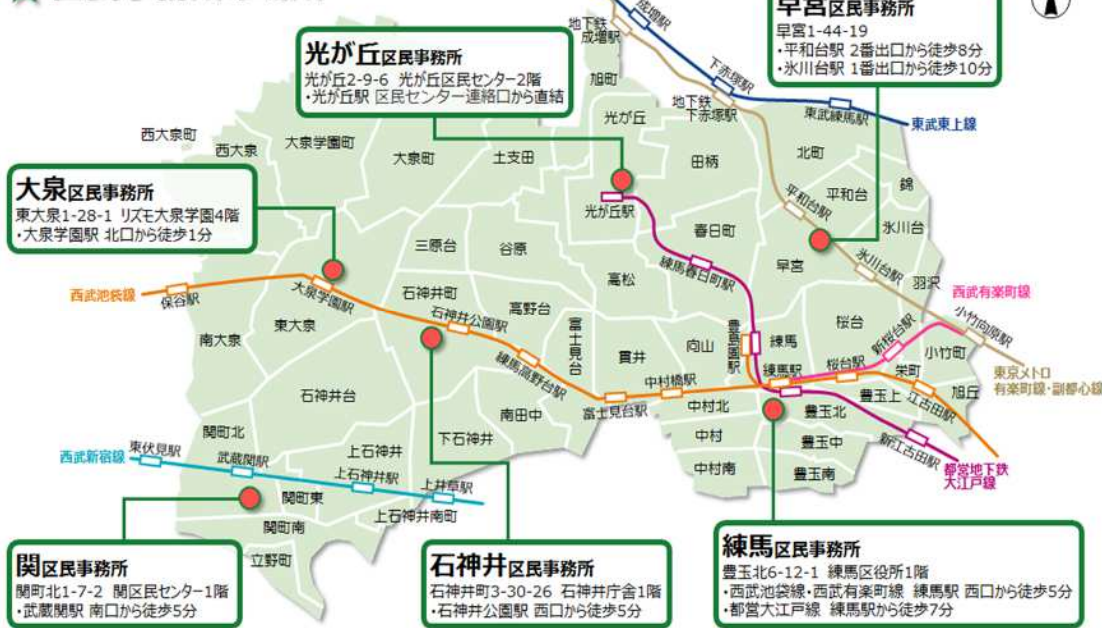 光が丘区民事務所
光が丘2-9-6 光が丘区民センター2階
・光が丘駅 区民センター連絡口から直結
早宮区民事務所
早宮1-44-19
・平和台駅 2番出口から徒歩8分
・氷川台駅 1番出口から徒歩10分
大泉区民事務所
東大泉1-28-1 リズモ大泉学園4階
・大泉学園駅 北口から徒歩1分
成増駅
地下鉄
成増駅
旭町
下赤塚駅
地下鉄
下赤塚駅
東武練馬駅
東武東上線
西大泉町
西大泉
大泉学園町
大泉町
土支田
光が丘
田柄
北町
錦
平和台
平和台駅
光が丘駅
氷川台
春日町
三原台
谷原
早宮
氷川台駅
羽沢
西武池袋線
保谷駅
大泉学園駅
石神井町
高松
練馬春日町駅
西武有楽町線
石神井公園駅
高野台
小竹向原駅
南大泉
東大泉
富士見台
豊島園駅
練馬
桜台
新桜台駅
小竹町
練馬高野台駅
貫井
向山
練馬駅
桜台駅
栄町
東京メトロ
有楽町線・副都心線
中村橋駅
石神井台
富士見台駅
中村北
豊玉北
豊玉上
江古田駅
旭丘
南田中
下石神井
関町北
中村
豊玉中
新江古田駅
西武新宿線
東伏見駅
武蔵関駅
上石神井
上石神井駅
上井草駅
中村南
豊玉南
都営地下鉄
大江戸線
関町東
上石神井南町
関町南
立野町
関区民事務所
関町北1-7-2 関区民センター1階
・武蔵関駅 南口から徒歩5分
石神井区民事務所
石神井町3-30-26 石神井庁舎1階
・石神井公園駅 西口から徒歩5分
練馬区民事務所
豊玉北6-12-1 練馬区役所1階
・西武池袋線・西武有楽町線 練馬駅 西口から徒歩5分
・都営大江戸線 練馬駅から徒歩7分